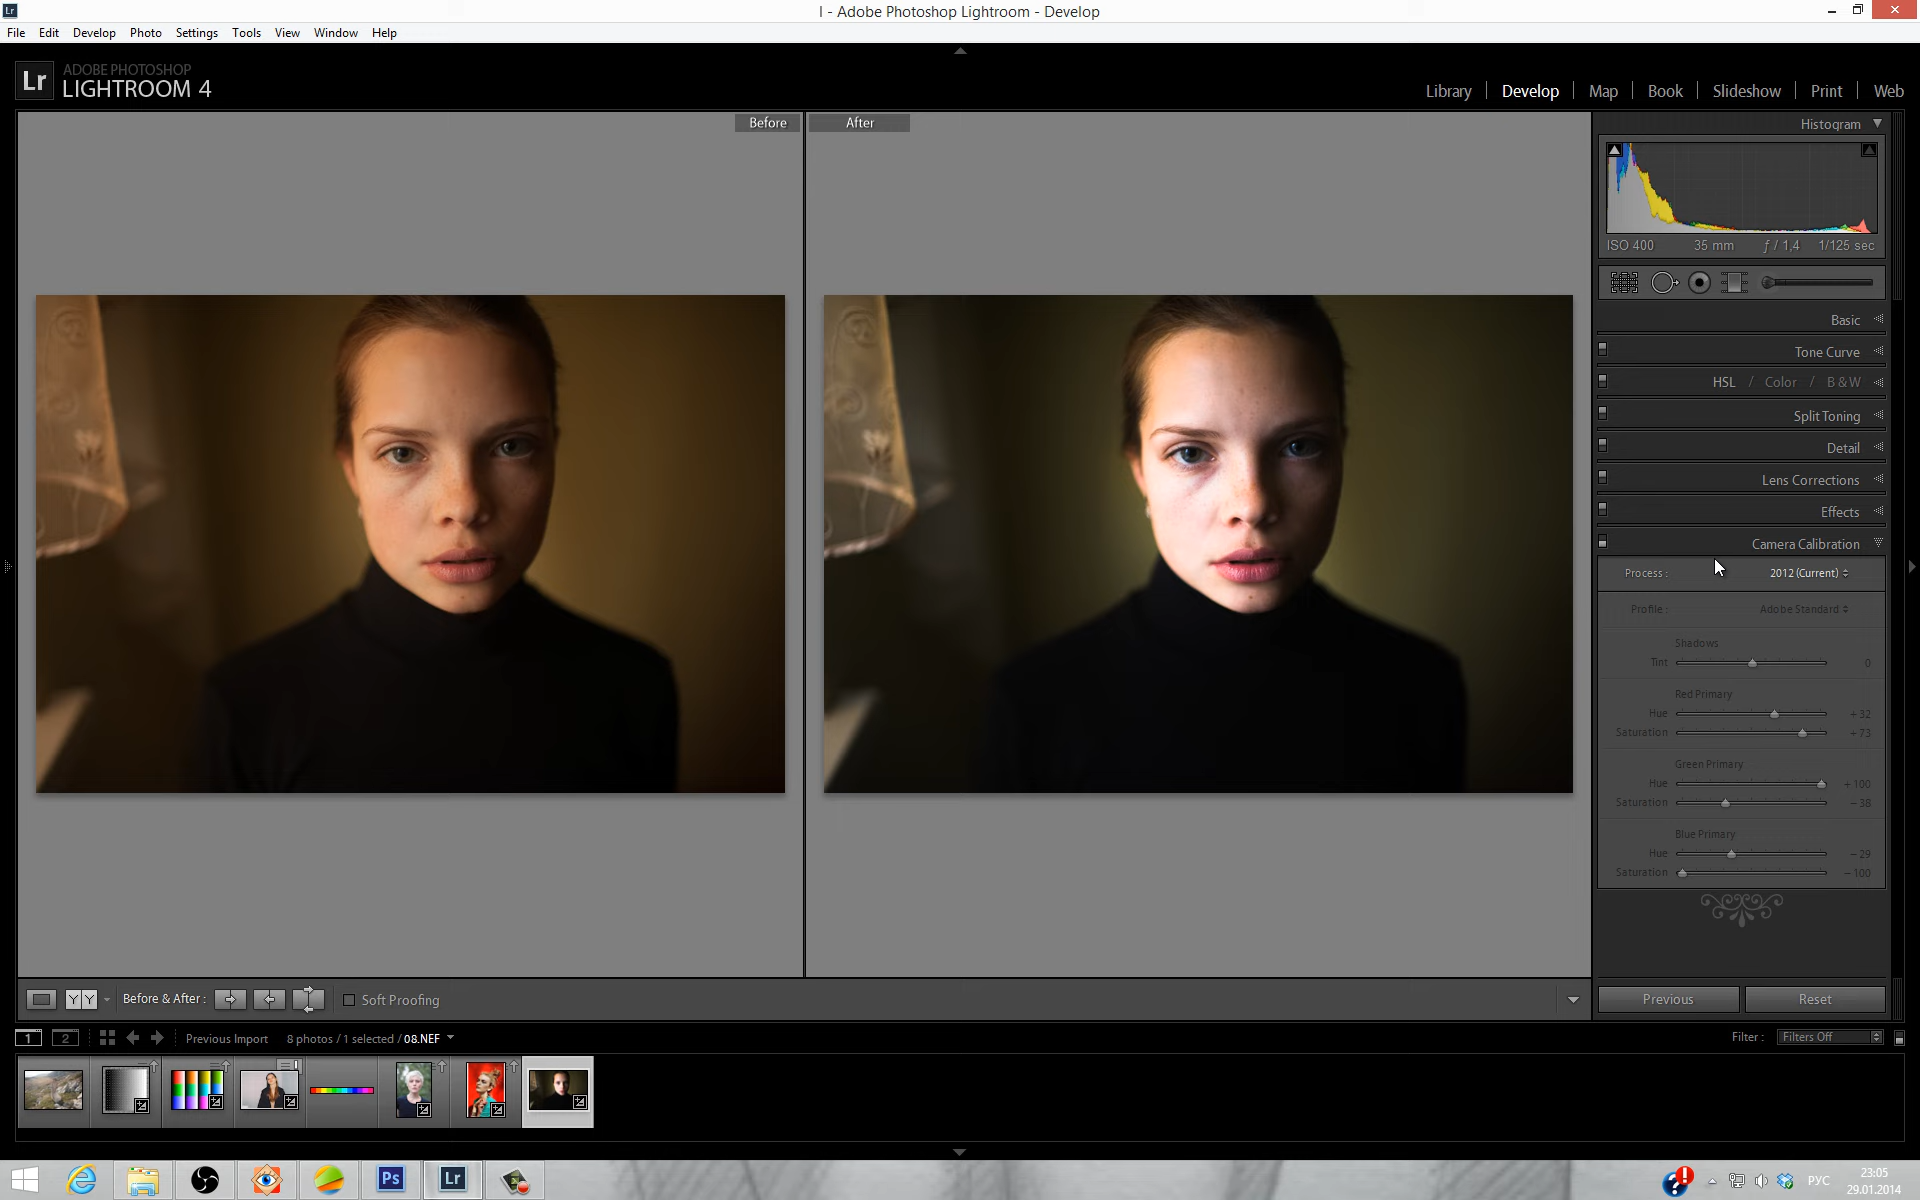 I - Adobe Photoshop Lightroom - Develop
File Edit Develop Photo Settings Tools View Window Help
Lr ADOBE PHOTOSHOP
LIGHTROOM 4
Library Develop Map Book Slideshow Print Web
Before After
Histogram
ISO 400 35 mm ƒ / 1,4 1/125 sec
Basic
Tone Curve
HSL / Color / B & W
Split Toning
Detail
Lens Corrections
Effects
Camera Calibration
Process : 2012 (Current)
Profile : Adobe Standard
Shadows
Tint 0
Red Primary
Hue + 32
Saturation + 73
Green Primary
Hue + 100
Saturation – 38
Blue Primary
Hue – 29
Saturation – 100
Y Y Before & After : Soft Proofing
Previous Reset
1 2 Previous Import 8 photos / 1 selected / 08.NEF
Filter : Filters Off
Ps Lr
РУС
23:05
29.01.2014